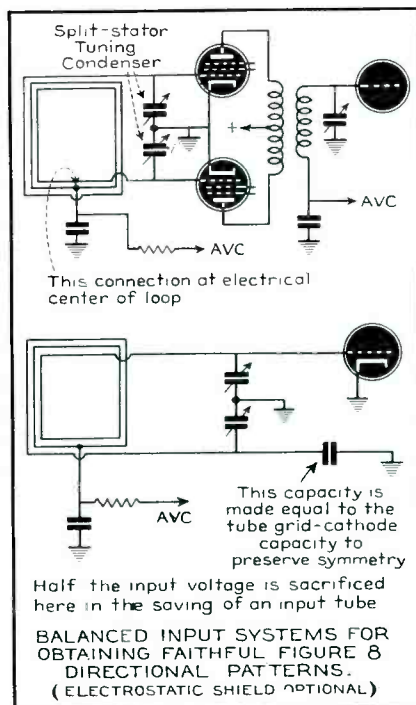 Split-stator
Tuning
Condenser
+
AVC
AVC
This connection at electrical
center of loop
AVC
This capacity is
made equal to the
tube grid-cathode
capacity to
preserve symmetry
Half the input voltage is sacrificed
here in the saving of an input tube
BALANCED INPUT SYSTEMS FOR
OBTAINING FAITHFUL FIGURE 8
DIRECTIONAL PATTERNS.
(ELECTROSTATIC SHIELD OPTIONAL)